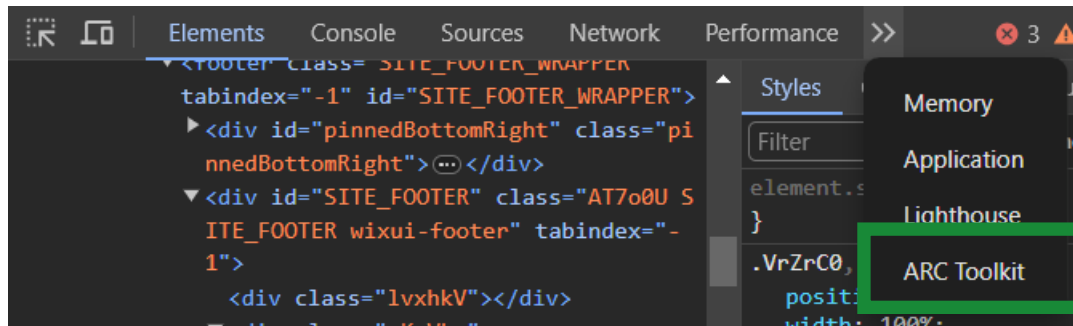 Elements Console Sources Network Performance 3
<footer class="SITE_FOOTER_WRAPPER"
tabindex="-1" id="SITE_FOOTER_WRAPPER">
<div id="pinnedBottomRight" class="pi
nnedBottomRight"> </div>
<div id="SITE_FOOTER" class="AT7o0U S
ITE_FOOTER wixui-footer" tabindex="-
1">
<div class="lvxhkV"></div>
Styles
Filter
element.s
}
.VrZrC0,
positi
width: 100%;
Memory
Application
Lighthouse
ARC Toolkit